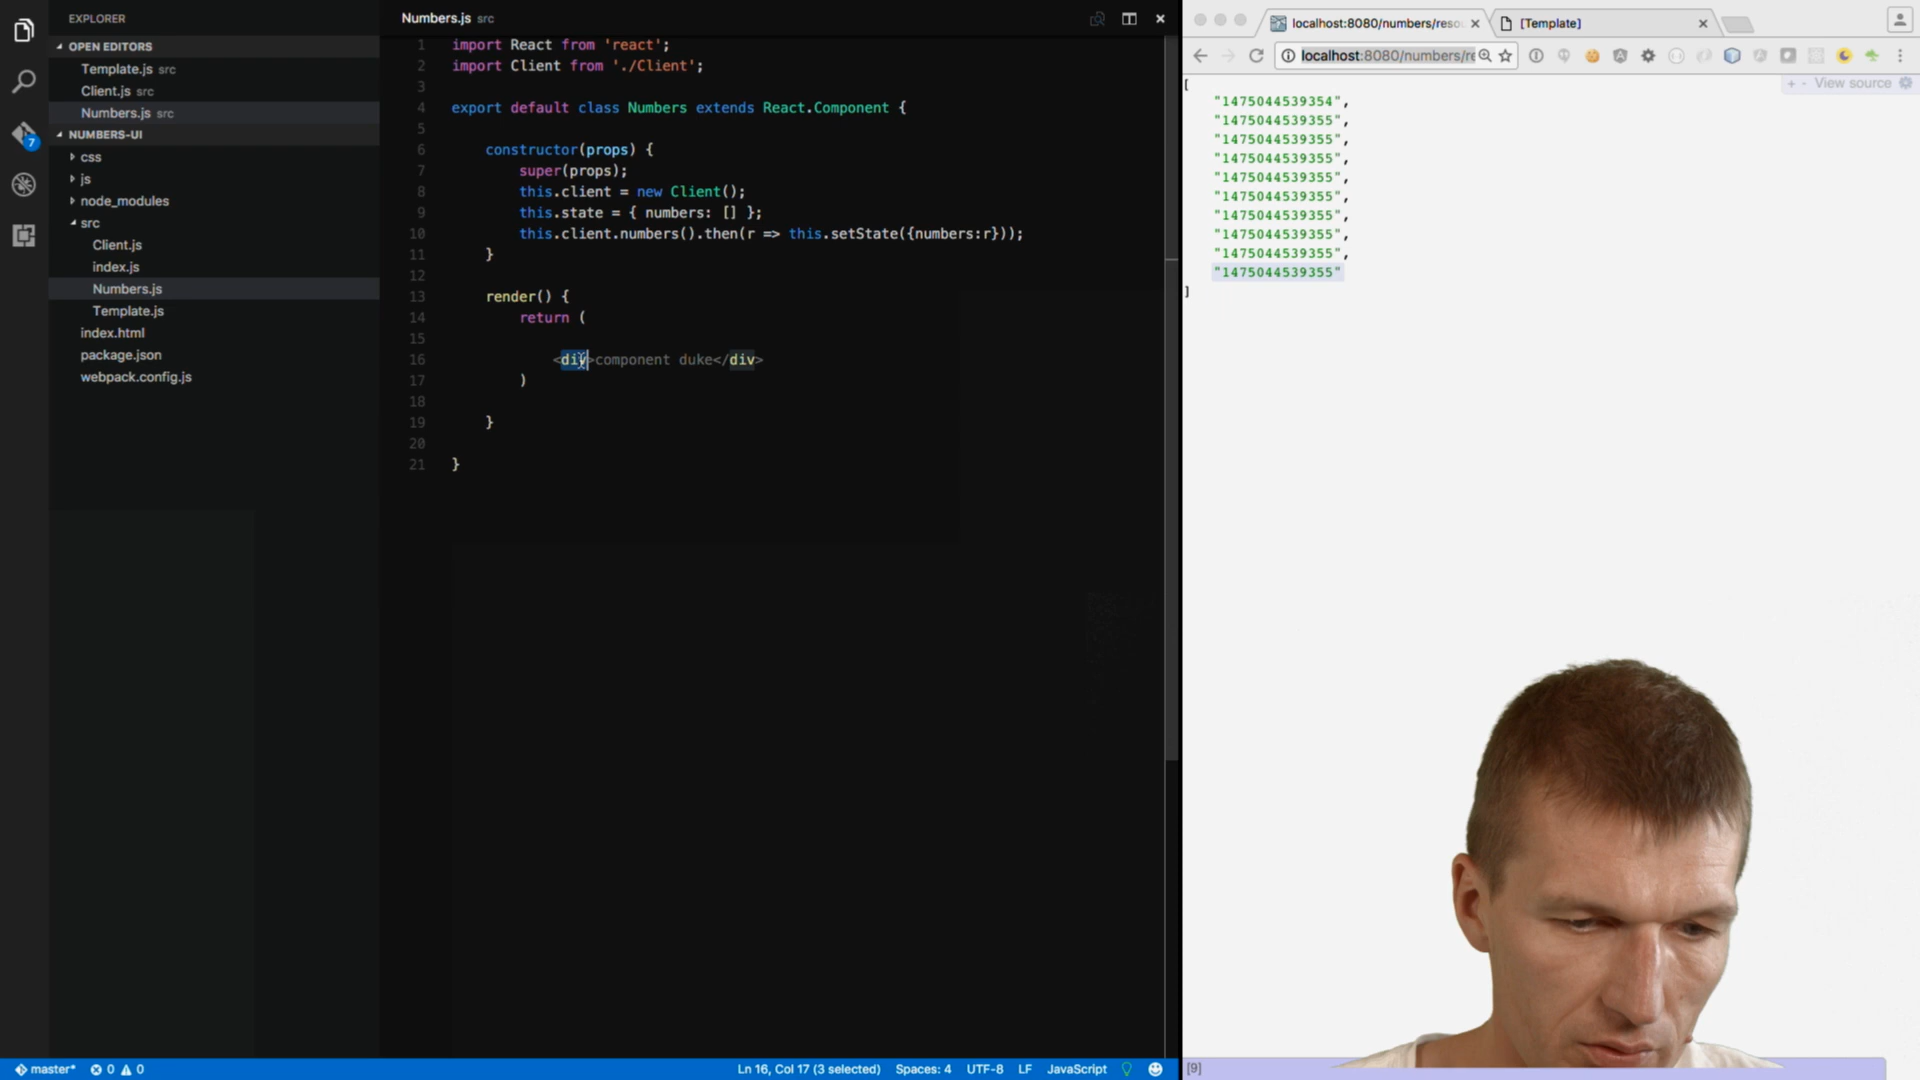 EXPLORER
OPEN EDITORS
Template.js src
Client.js src
Numbers.js src
NUMBERS-UI
css
js
node_modules
src
Client.js
index.js
Numbers.js
Template.js
index.html
package.json
webpack.config.js
7
Numbers.js src
1 import React from 'react';
2 import Client from './Client';
3
4 export default class Numbers extends React.Component {
5
6 constructor(props) {
7 super(props);
8 this.client = new Client();
9 this.state = { numbers: [] };
10 this.client.numbers().then(r => this.setState({numbers:r}));
11 }
12
13 render() {
14 return (
15
16 <div>component duke</div>
17 )
18
19 }
20
21 }
master* 0 0
Ln 16, Col 17 (3 selected) Spaces: 4 UTF-8 LF JavaScript
localhost:8080/numbers/reso
[Template]
localhost:8080/numbers/re
+ - View source
[
"1475044539354",
"1475044539355",
"1475044539355",
"1475044539355",
"1475044539355",
"1475044539355",
"1475044539355",
"1475044539355",
"1475044539355",
"1475044539355"
]
[9]